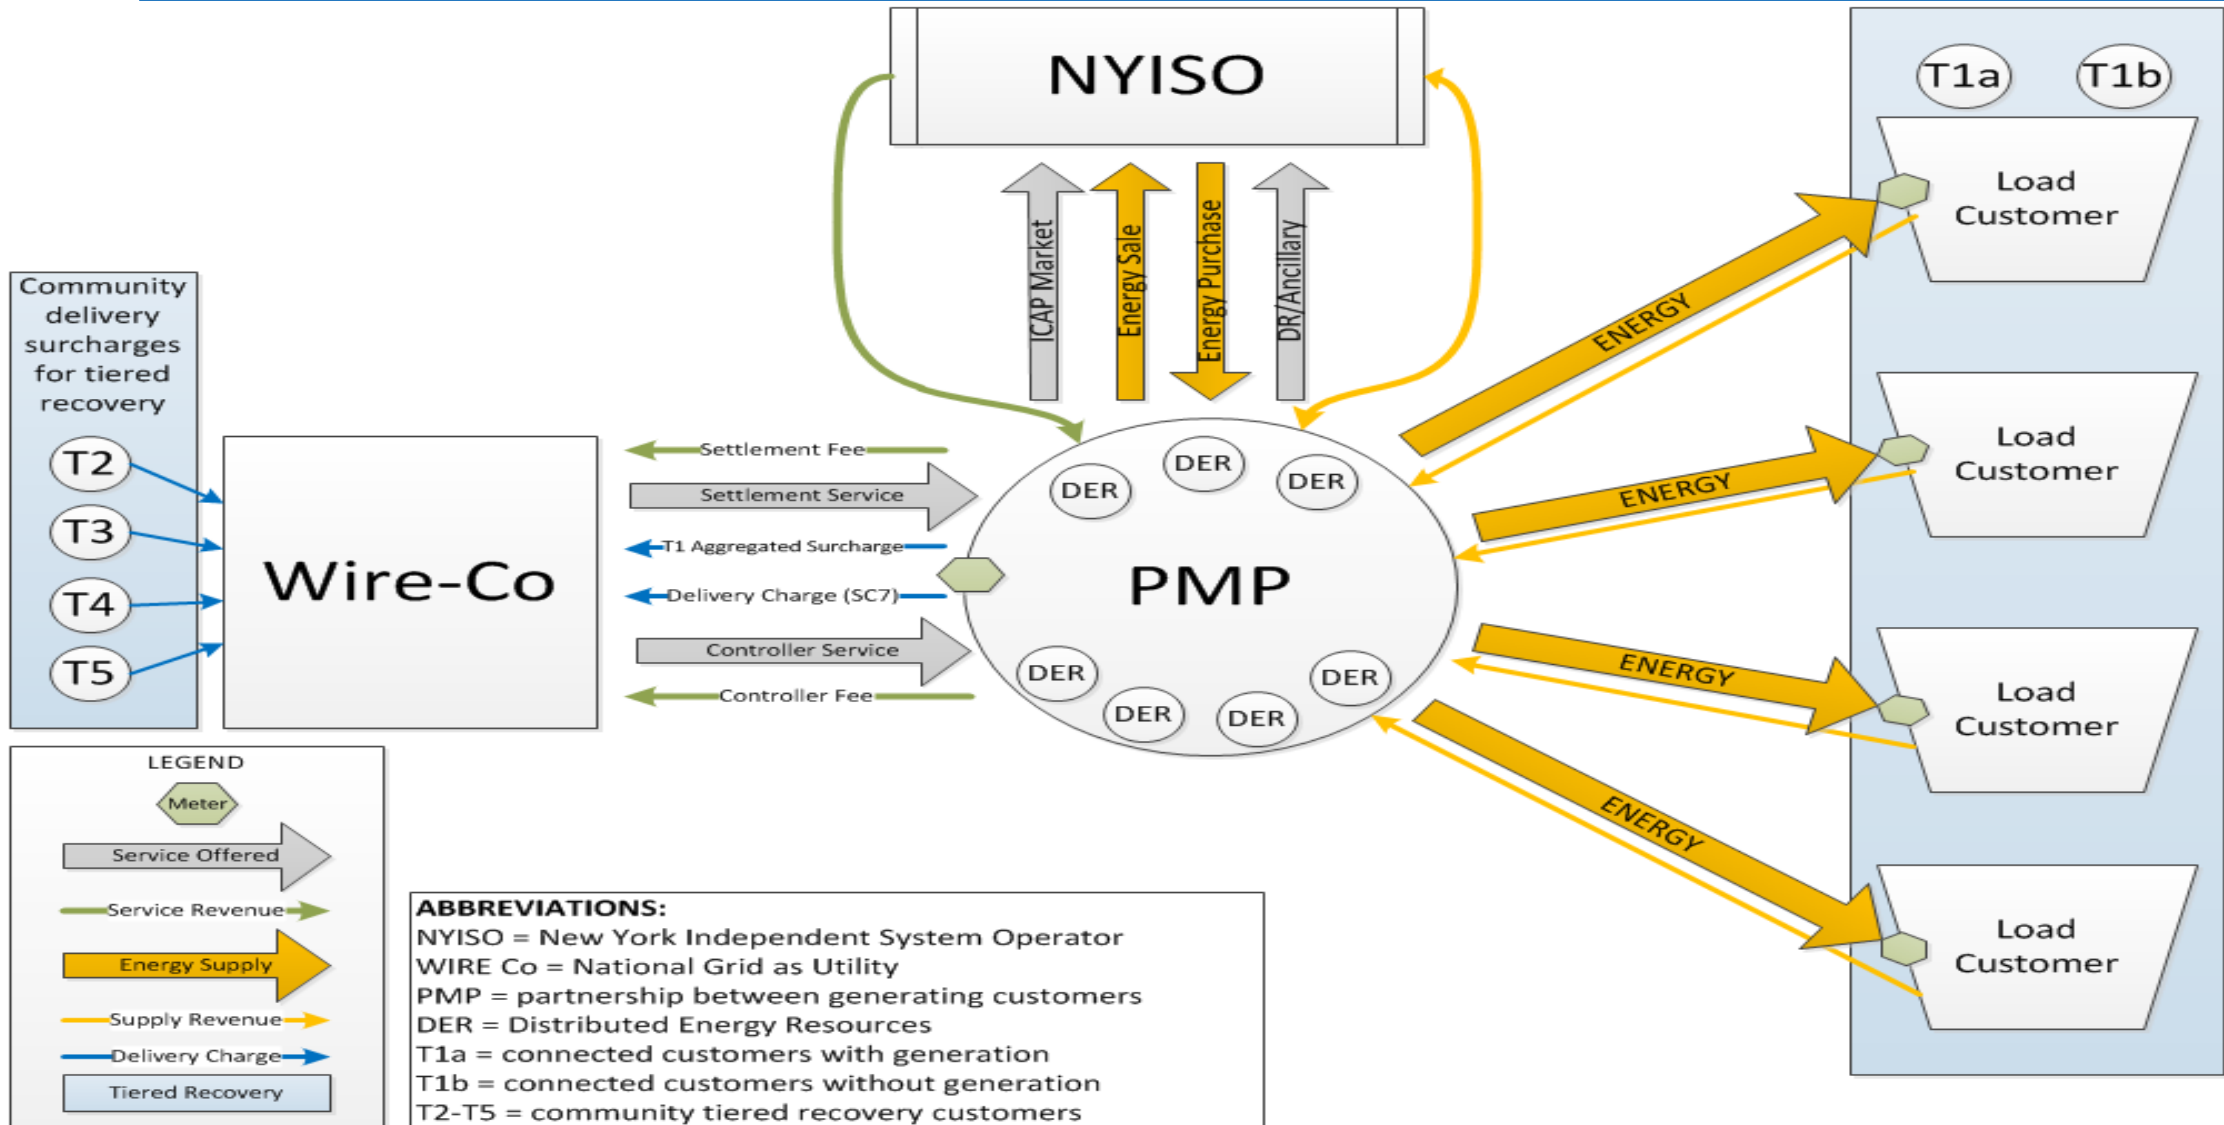 NYISO
T1a
T1b
Load
Customer
ICAP Market
Energy Sale
Energy Purchase
DR/Ancillary
ENERGY
Community
delivery
surcharges
for tiered
recovery
T2
T3
T4
T5
Wire-Co
Settlement Fee
Settlement Service
T1 Aggregated Surcharge
Delivery Charge (SC7)
Controller Service
Controller Fee
DER
DER
DER
PMP
DER
DER
DER
DER
ENERGY
Load
Customer
ENERGY
Load
Customer
ENERGY
Load
Customer
LEGEND
Meter
Service Offered
Service Revenue
Energy Supply
Supply Revenue
Delivery Charge
Tiered Recovery
ABBREVIATIONS:
NYISO = New York Independent System Operator
WIRE Co = National Grid as Utility
PMP = partnership between generating customers
DER = Distributed Energy Resources
T1a = connected customers with generation
T1b = connected customers without generation
T2-T5 = community tiered recovery customers